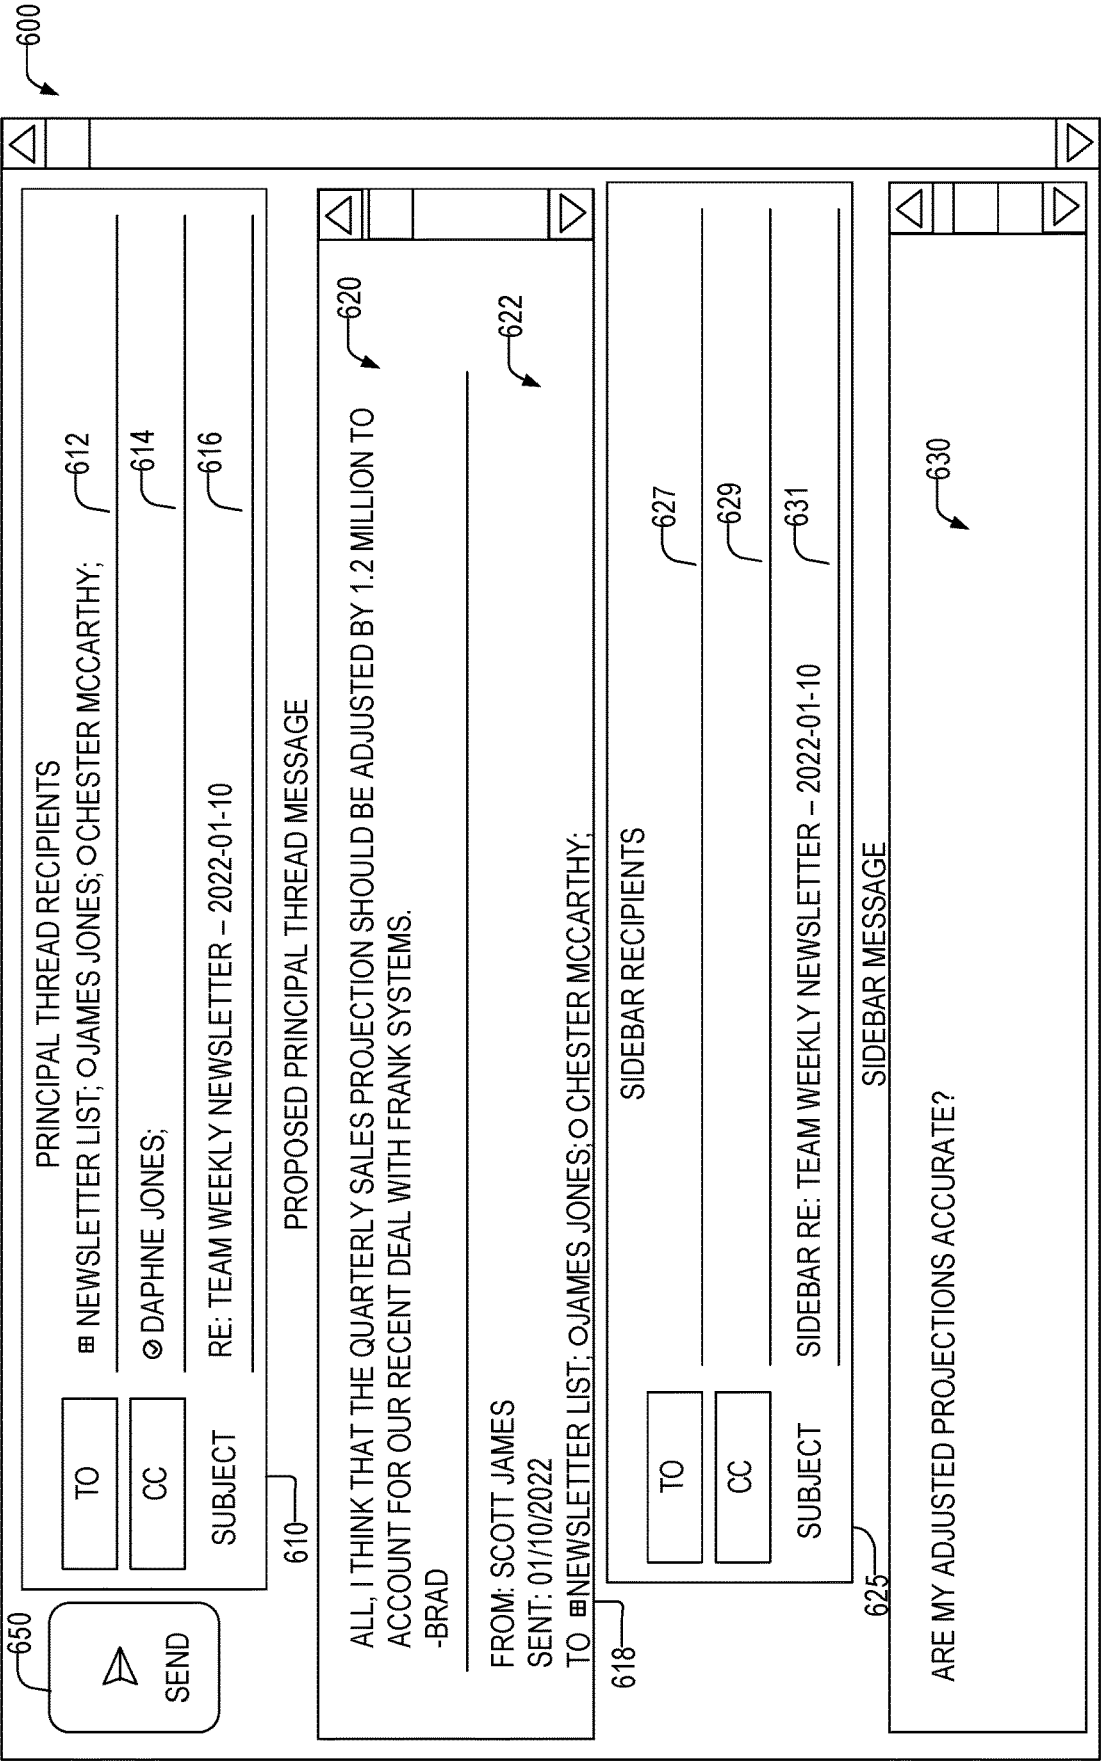 600
650
SEND
PRINCIPAL THREAD RECIPIENTS
TO
⊞ NEWSLETTER LIST; OJAMES JONES; OCHESTER MCCARTHY;
612
CC
DAPHNE JONES;
614
SUBJECT
RE: TEAM WEEKLY NEWSLETTER – 2022-01-10
616
610
PROPOSED PRINCIPAL THREAD MESSAGE
620
ALL, I THINK THAT THE QUARTERLY SALES PROJECTION SHOULD BE ADJUSTED BY 1.2 MILLION TO
ACCOUNT FOR OUR RECENT DEAL WITH FRANK SYSTEMS.
-BRAD
622
FROM: SCOTT JAMES
SENT: 01/10/2022
TO ⊞NEWSLETTER LIST; OJAMES JONES;O CHESTER MCCARTHY;
618
SIDEBAR RECIPIENTS
TO
627
CC
629
SUBJECT
SIDEBAR RE: TEAM WEEKLY NEWSLETTER – 2022-01-10
631
625
SIDEBAR MESSAGE
630
ARE MY ADJUSTED PROJECTIONS ACCURATE?